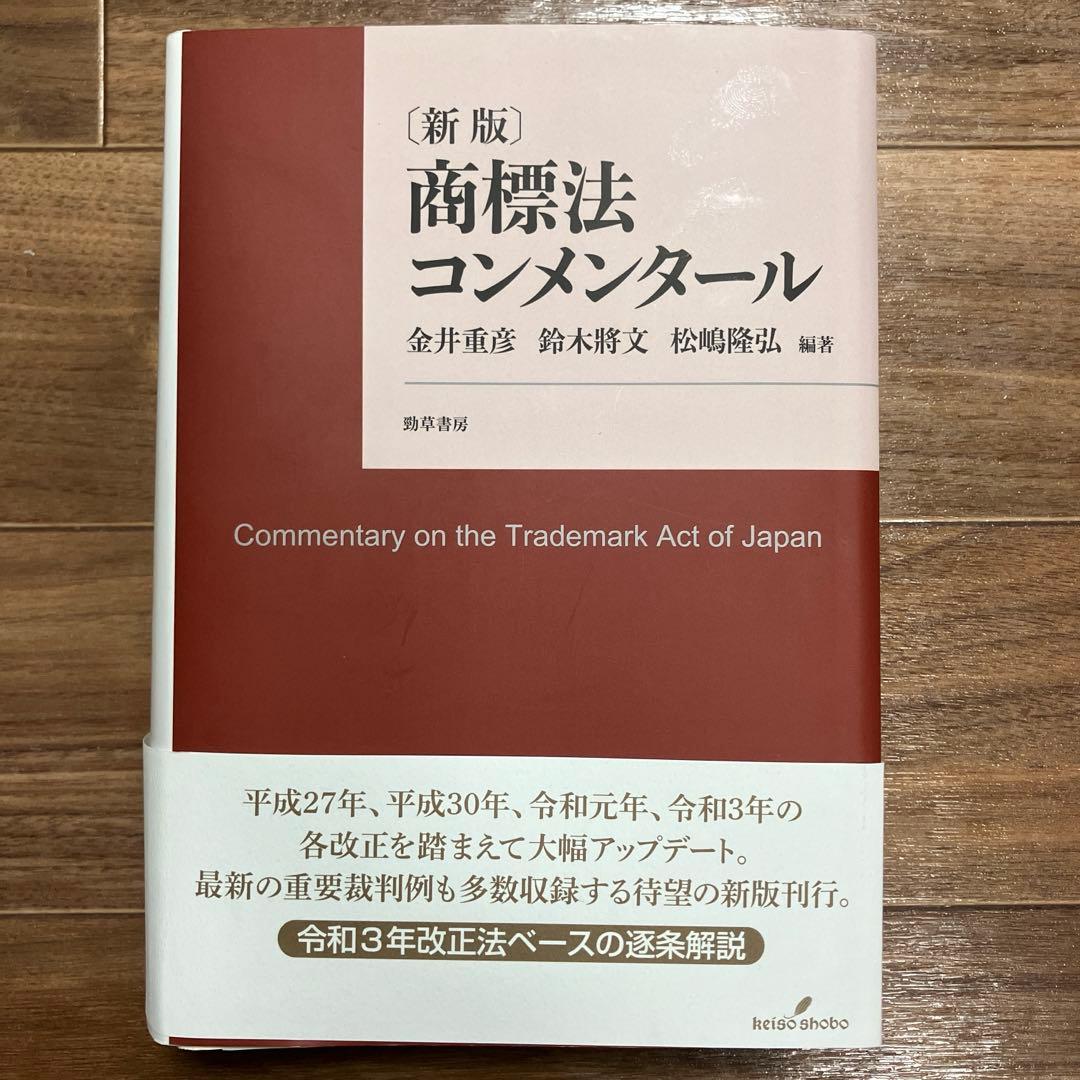 〔新版〕
商標法
コンメンタール
金井重彦 鈴木將文 松嶋隆弘 編著
勁草書房
Commentary on the Trademark Act of Japan
平成27年、平成30年、令和元年、令和3年の
各改正を踏まえて大幅アップデート。
最新の重要裁判例も多数収録する待望の新版刊行。
令和3年改正法ベースの逐条解説
keiso shobo